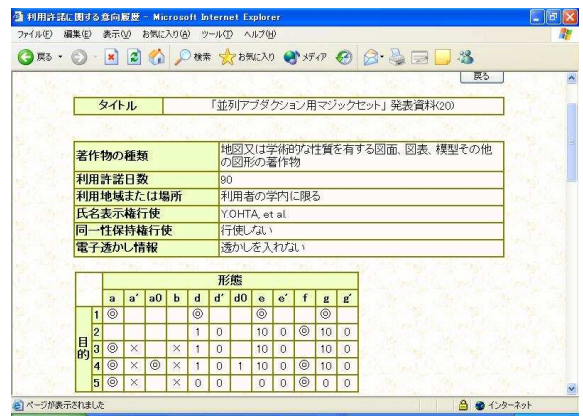 利用許諾に関する意向履歴 - Microsoft Internet Explorer
ファイル(F) 編集(E) 表示(V) お気に入り(A) ツール(T) ヘルプ(H)
戻る 検索 お気に入り メディア
戻る
タイトル 「並列アブダクション用マジックセット」発表資料(20)
著作物の種類 地図又は学術的な性質を有する図面、図表、模型その他
の図形の著作物
利用許諾日数 90
利用地域または場所 利用者の学内に限る
氏名表示権行使 Y.OHTA, et al.
同一性保持権行使 行使しない
電子透かし情報 透かしを入れない
形態
a a′ a0 b d d′ d0 e e′ f g g′
目的
1 ◎ ◎ ◎ ◎
2 1 0 10 0 ◎ 10 0
3 ◎ × × 1 0 10 0 10 0
4 ◎ × ◎ × 1 0 1 10 0 ◎ 10 0
5 ◎ × × 0 0 0 0 ◎ 0 0
ページが表示されました インターネット